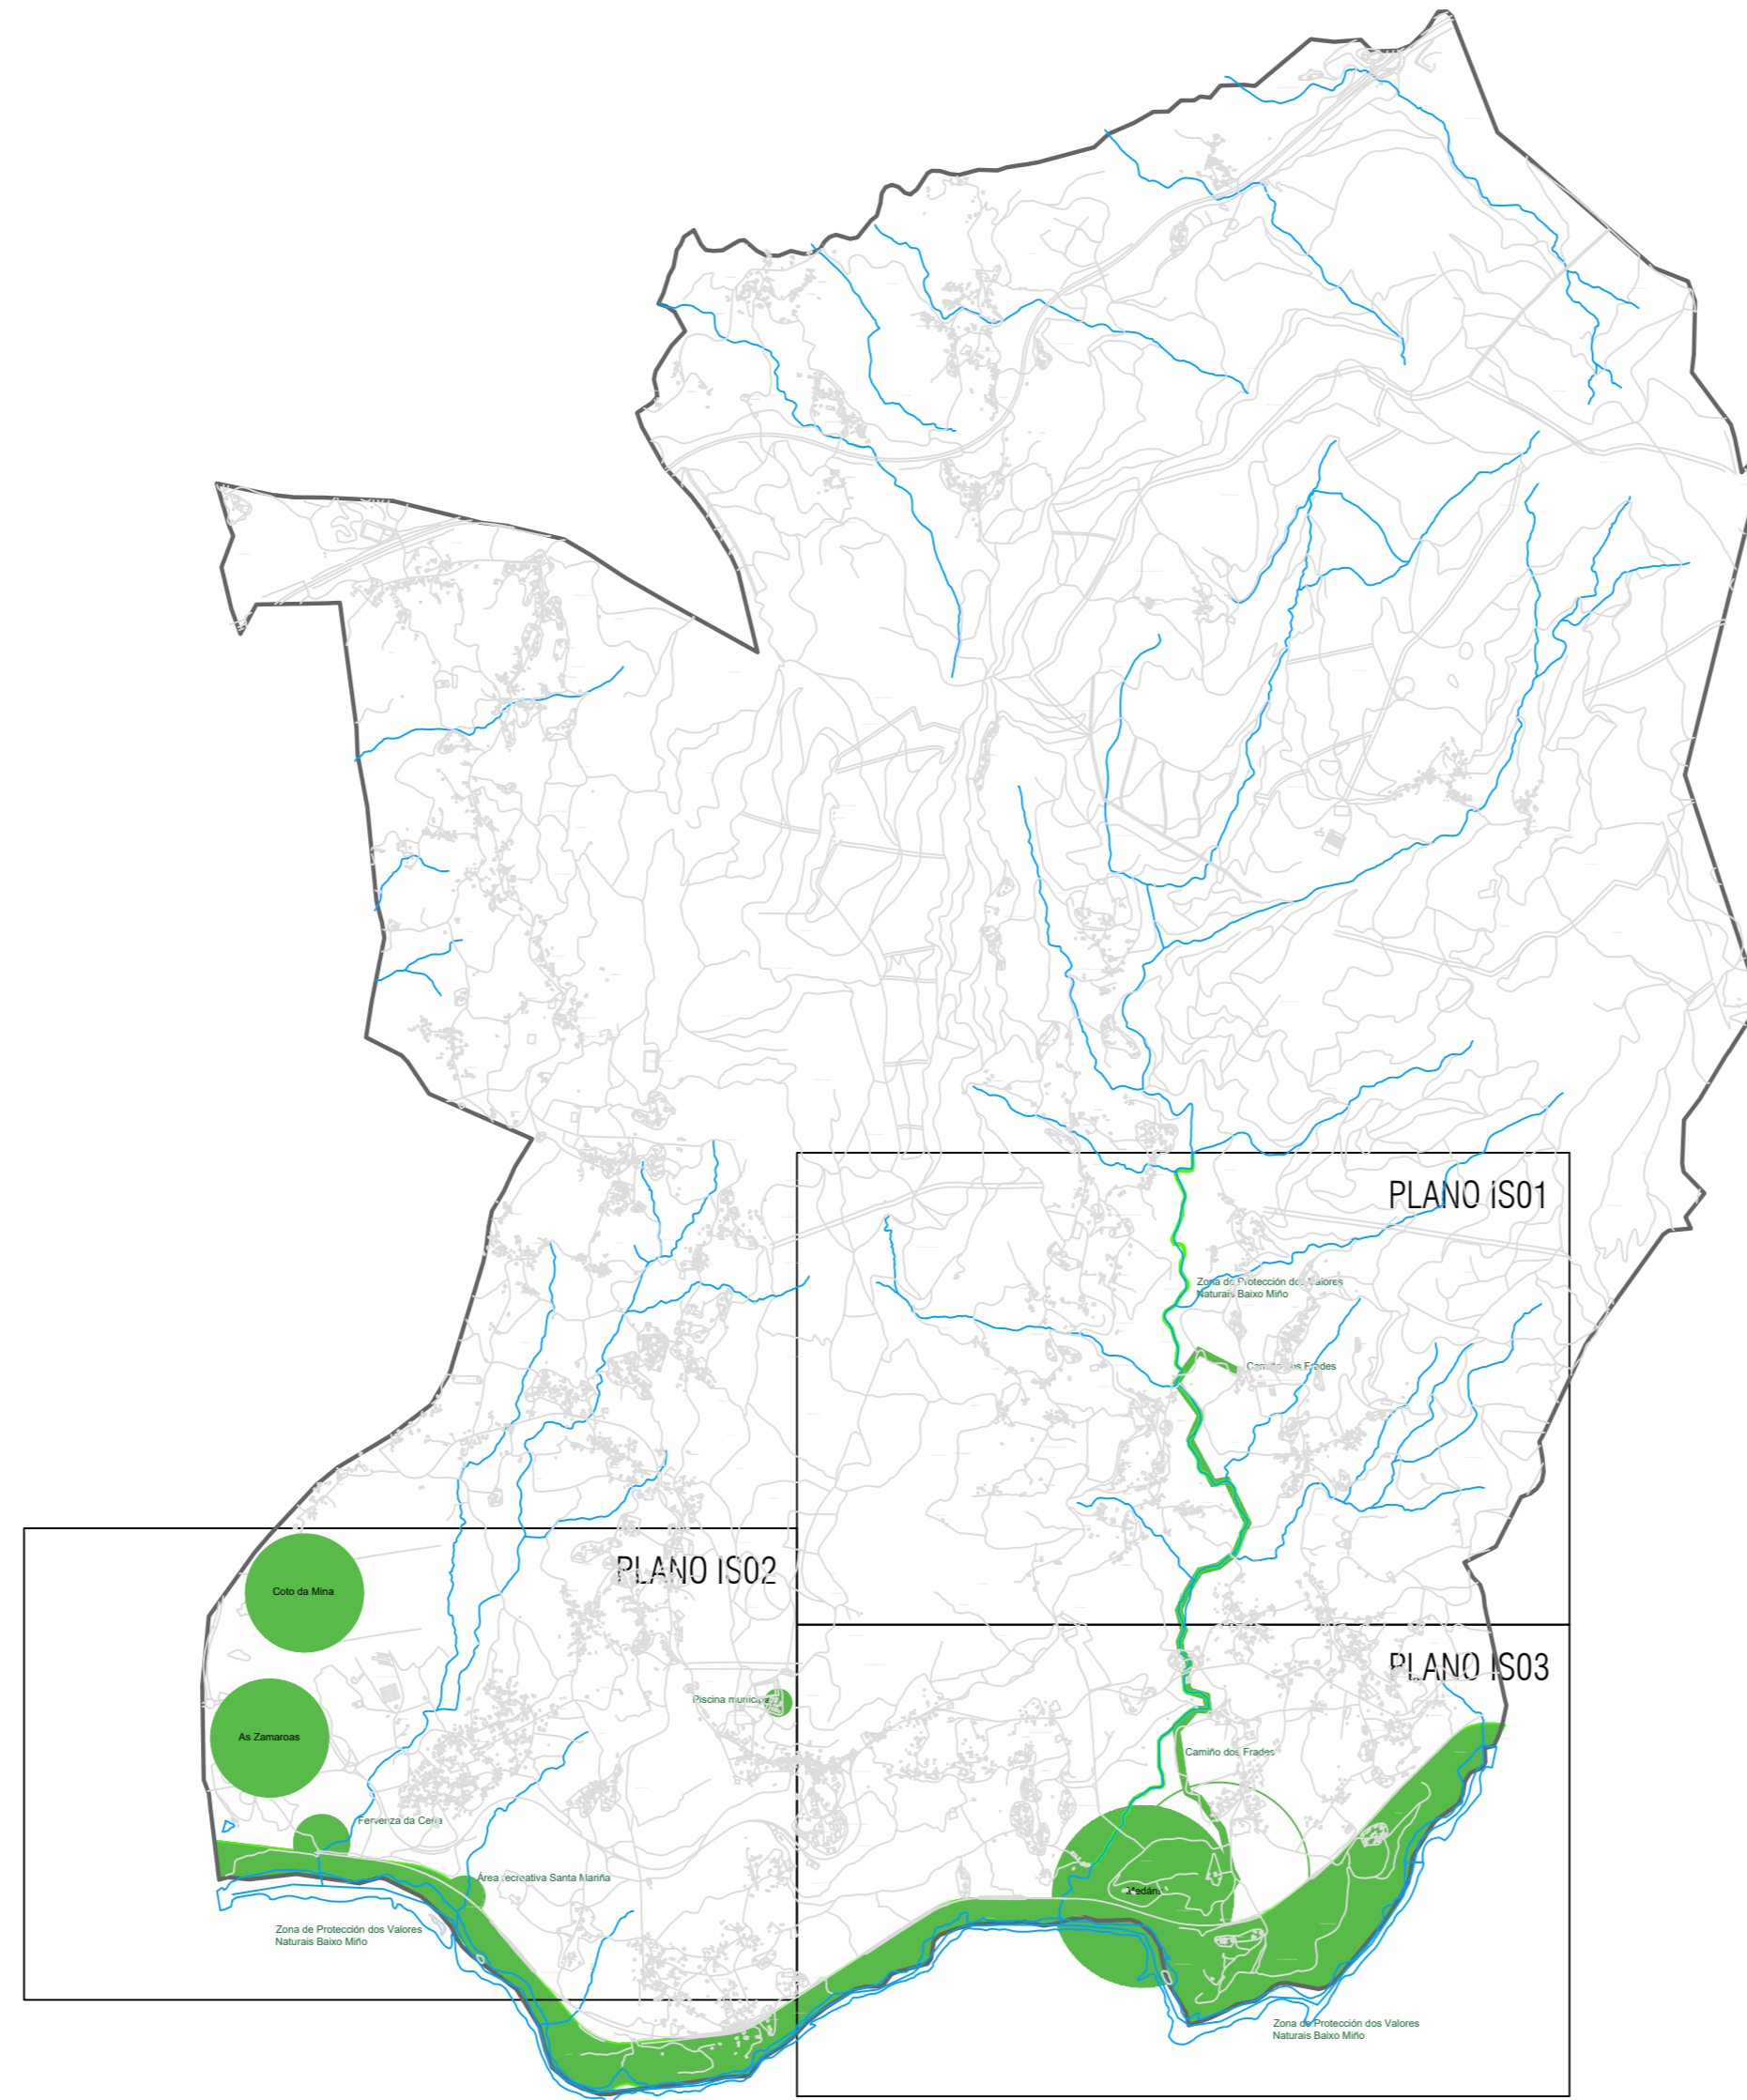 PLANO IS01
Zona de Protección dos Valores
Naturais Baixo Miño
Camiño dos Frades
PLANO IS02
Coto da Mina
PLANO IS03
Piscina municipal
As Zamaroas
Camiño dos Frades
Fervenza da Cela
Área recreativa Santa Mariña
Zona de Protección dos Valores
Naturais Baixo Miño
Zona de Protección dos Valores
Naturais Baixo Miño